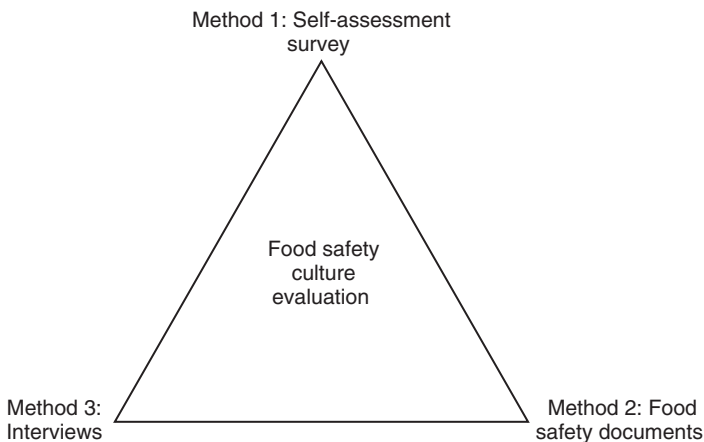 Method 1: Self-assessment
survey
Food safety
culture
evaluation
Method 3:
Interviews
Method 2: Food
safety documents